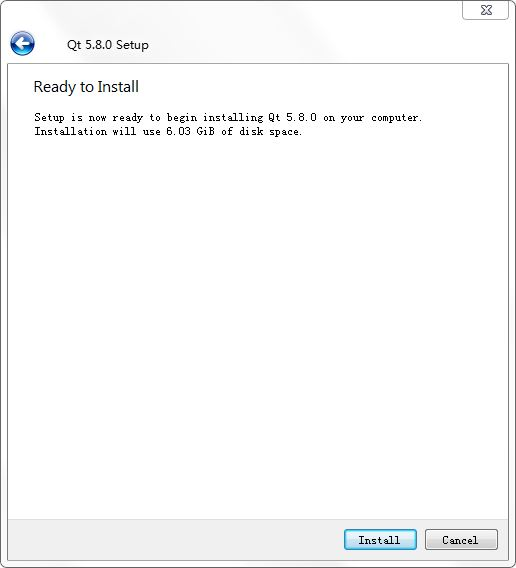 Qt 5.8.0 Setup
Ready to Install
Setup is now ready to begin installing Qt 5.8.0 on your computer.
Installation will use 6.03 GiB of disk space.
Install
Cancel